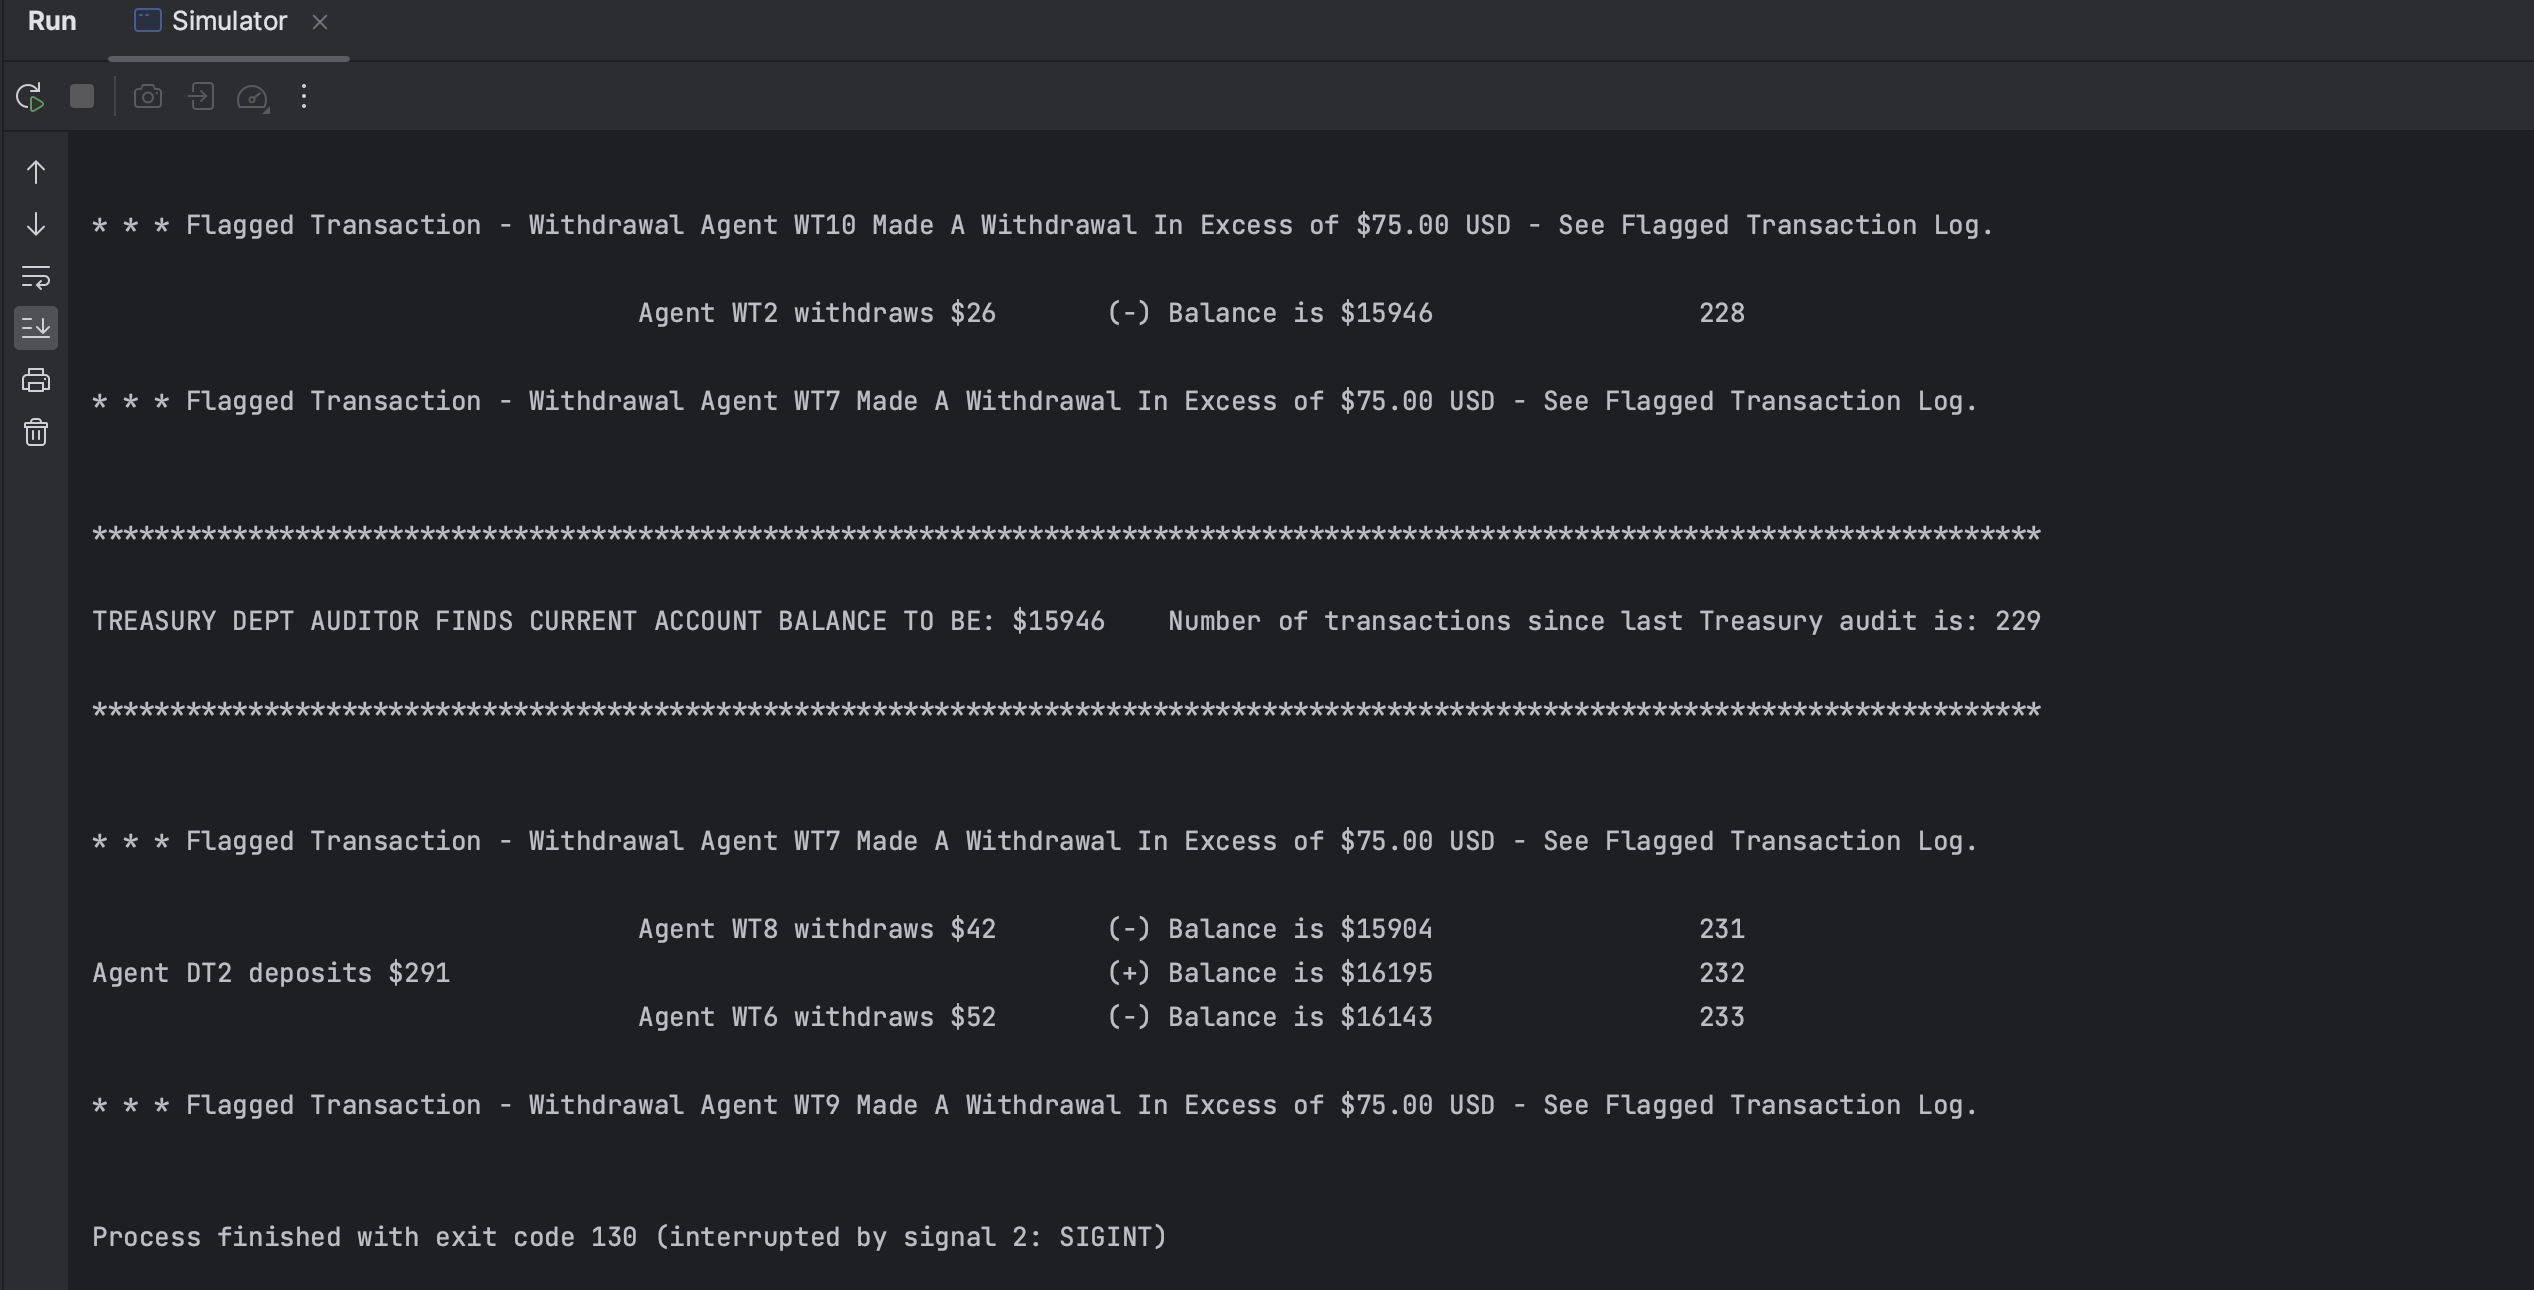 Run Simulator
* * * Flagged Transaction - Withdrawal Agent WT10 Made A Withdrawal In Excess of $75.00 USD - See Flagged Transaction Log.
Agent WT2 withdraws $26 (-) Balance is $15946 228
* * * Flagged Transaction - Withdrawal Agent WT7 Made A Withdrawal In Excess of $75.00 USD - See Flagged Transaction Log.
*****************************************************************************************************************************
TREASURY DEPT AUDITOR FINDS CURRENT ACCOUNT BALANCE TO BE: $15946 Number of transactions since last Treasury audit is: 229
*****************************************************************************************************************************
* * * Flagged Transaction - Withdrawal Agent WT7 Made A Withdrawal In Excess of $75.00 USD - See Flagged Transaction Log.
Agent WT8 withdraws $42 (-) Balance is $15904 231
Agent DT2 deposits $291 (+) Balance is $16195 232
Agent WT6 withdraws $52 (-) Balance is $16143 233
* * * Flagged Transaction - Withdrawal Agent WT9 Made A Withdrawal In Excess of $75.00 USD - See Flagged Transaction Log.
Process finished with exit code 130 (interrupted by signal 2: SIGINT)